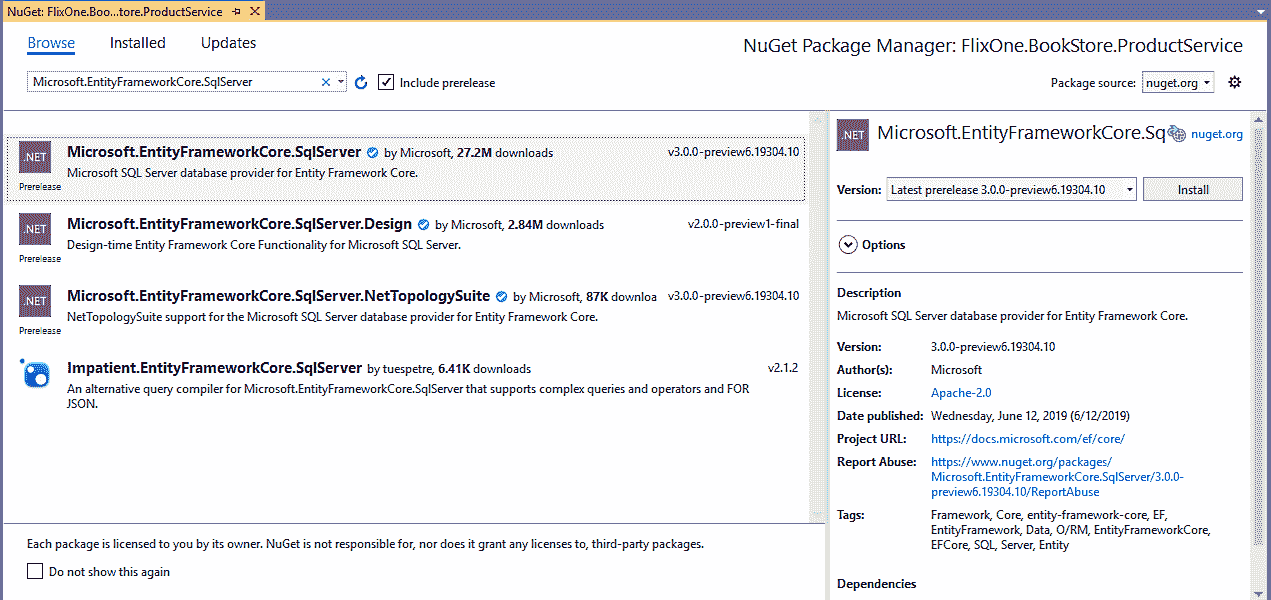 NuGet: FlixOne.Boo...tore.ProductService
Browse Installed Updates
NuGet Package Manager: FlixOne.BookStore.ProductService
Microsoft.EntityFrameworkCore.SqlServer
Include prerelease
Package source: nuget.org
.NET
Microsoft.EntityFrameworkCore.SqlServer by Microsoft, 27.2M downloads v3.0.0-preview6.19304.10
Microsoft SQL Server database provider for Entity Framework Core.
Prerelease
.NET
Microsoft.EntityFrameworkCore.SqlServer.Design by Microsoft, 2.84M downloads v2.0.0-preview1-final
Design-time Entity Framework Core Functionality for Microsoft SQL Server.
Prerelease
.NET
Microsoft.EntityFrameworkCore.SqlServer.NetTopologySuite by Microsoft, 87K downloa v3.0.0-preview6.19304.10
NetTopologySuite support for the Microsoft SQL Server database provider for Entity Framework Core.
Prerelease
Impatient.EntityFrameworkCore.SqlServer by tuespetre, 6.41K downloads v2.1.2
An alternative query compiler for Microsoft.EntityFrameworkCore.SqlServer that supports complex queries and operators and FOR
JSON.
Each package is licensed to you by its owner. NuGet is not responsible for, nor does it grant any licenses to, third-party packages.
Do not show this again
.NET
Microsoft.EntityFrameworkCore.Sq nuget.org
Version: Latest prerelease 3.0.0-preview6.19304.10 Install
Options
Description
Microsoft SQL Server database provider for Entity Framework Core.
Version: 3.0.0-preview6.19304.10
Author(s): Microsoft
License: Apache-2.0
Date published: Wednesday, June 12, 2019 (6/12/2019)
Project URL: https://docs.microsoft.com/ef/core/
Report Abuse: https://www.nuget.org/packages/
Microsoft.EntityFrameworkCore.SqlServer/3.0.0-
preview6.19304.10/ReportAbuse
Tags: Framework, Core, entity-framework-core, EF,
EntityFramework, Data, O/RM, EntityFrameworkCore,
EFCore, SQL, Server, Entity
Dependencies